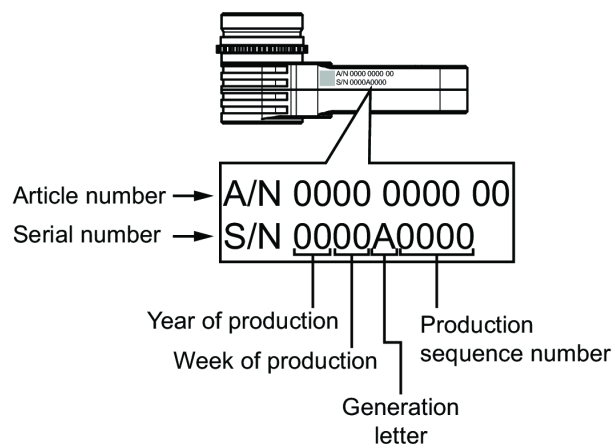 A/N 0000 0000 00
S/N 0000A0000
Article number
A/N 0000 0000 00
Serial number
S/N 0000A0000
Year of production
Week of production
Generation
letter
Production
sequence number